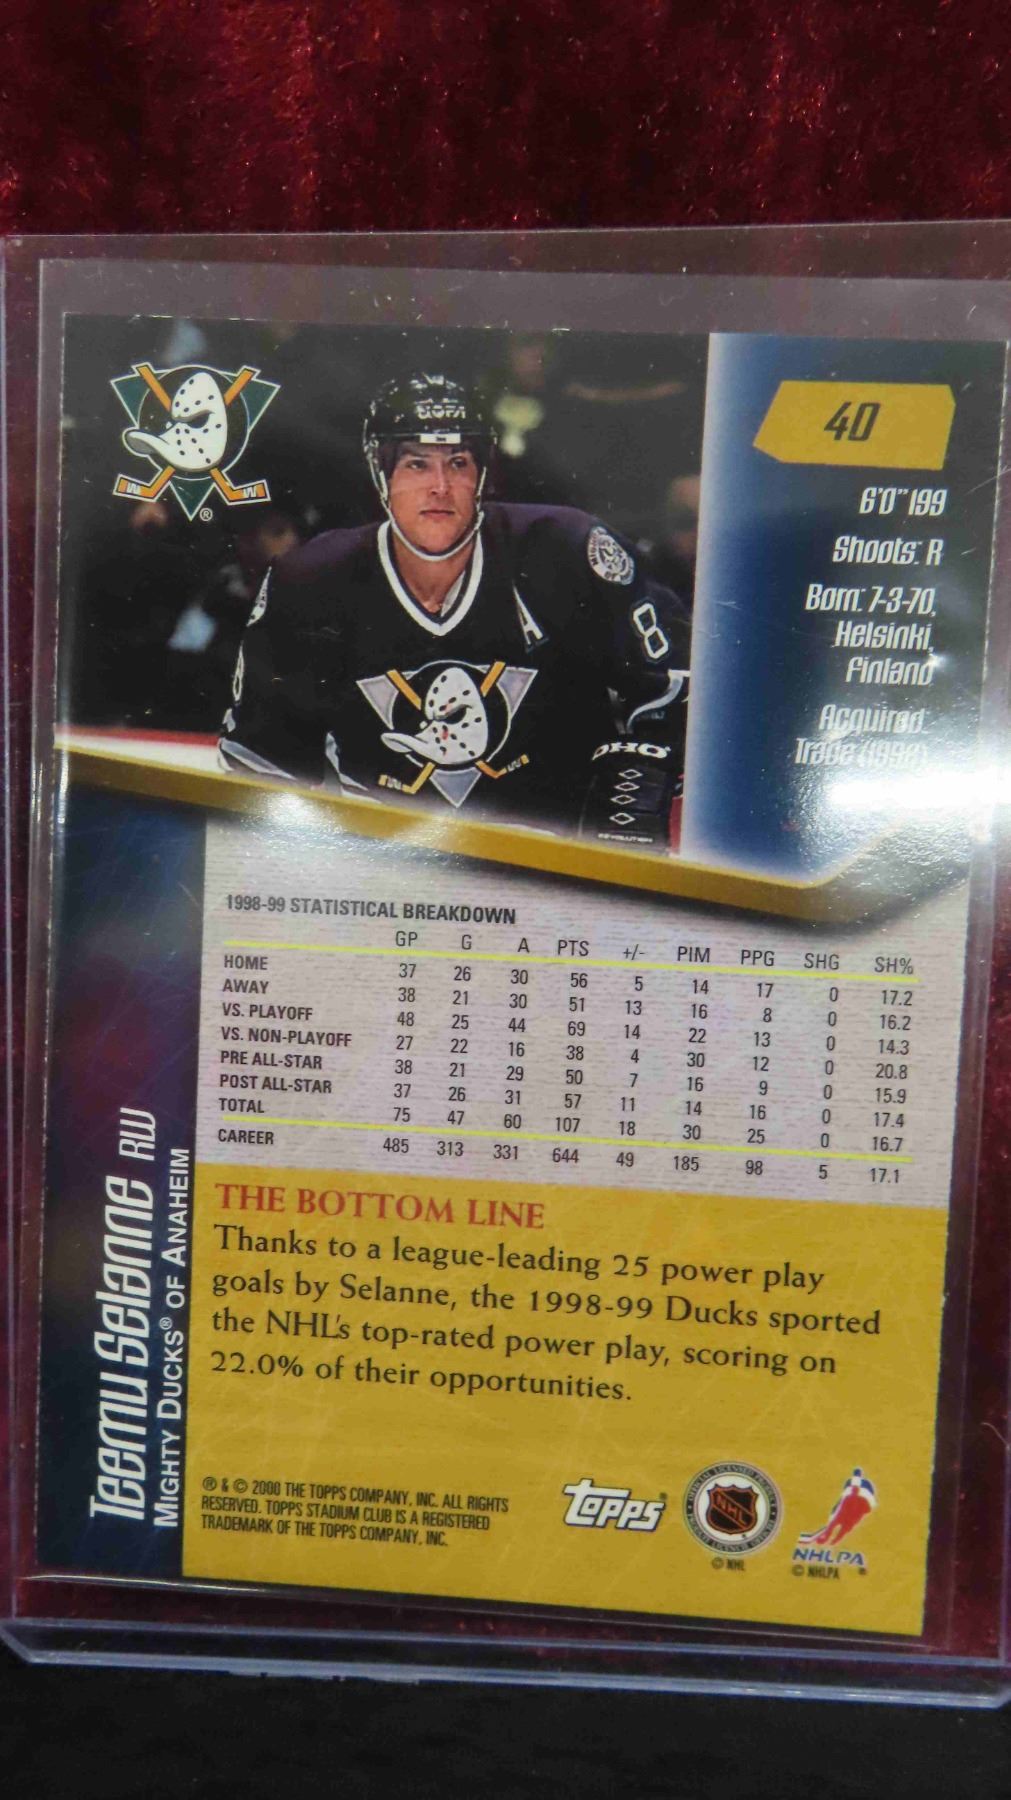 40
6'0" 199
Shoots: R
Born: 7-3-70,
Helsinki,
Finland
Acquired:
Trade (1996)
A
8
8
DHO
REVOLUTION
1998-99 STATISTICAL BREAKDOWN
GP G A PTS +/- PIM PPG SHG SH%
HOME 37 26 30 56 5 14 17 0 17.2
AWAY 38 21 30 51 13 16 8 0 16.2
VS. PLAYOFF 48 25 44 69 14 22 13 0 14.3
VS. NON-PLAYOFF 27 22 16 38 4 30 12 0 20.8
PRE ALL-STAR 38 21 29 50 7 16 9 0 15.9
POST ALL-STAR 37 26 31 57 11 14 16 0 17.4
TOTAL 75 47 60 107 18 30 25 0 16.7
CAREER 485 313 331 644 49 185 98 5 17.1
Teemu Selanne RW
MIGHTY DUCKS® OF ANAHEIM
THE BOTTOM LINE
Thanks to a league-leading 25 power play
goals by Selanne, the 1998-99 Ducks sported
the NHL's top-rated power play, scoring on
22.0% of their opportunities.
® & © 2000 THE TOPPS COMPANY, INC. ALL RIGHTS
RESERVED. TOPPS STADIUM CLUB IS A REGISTERED
TRADEMARK OF THE TOPPS COMPANY, INC.
topps®
NHL
© NHL
NHLPA®
© NHLPA